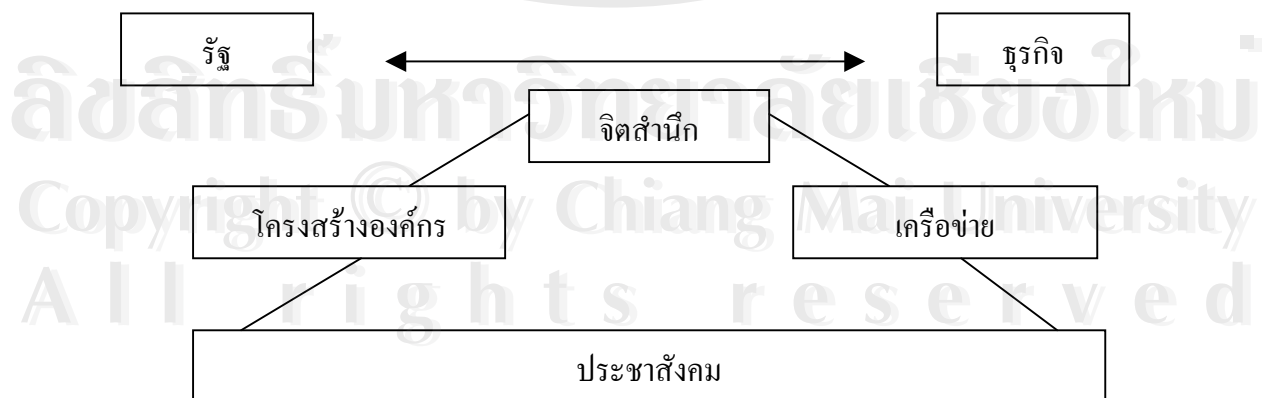 รัฐ
ธุรกิจ
จิตสำนึก
โครงสร้างองค์กร
เครือข่าย
ประชาสังคม
ลิขสิทธิ์มหาวิทยาลัยเชียงใหม่
Copyright © by Chiang Mai University
All rights reserved